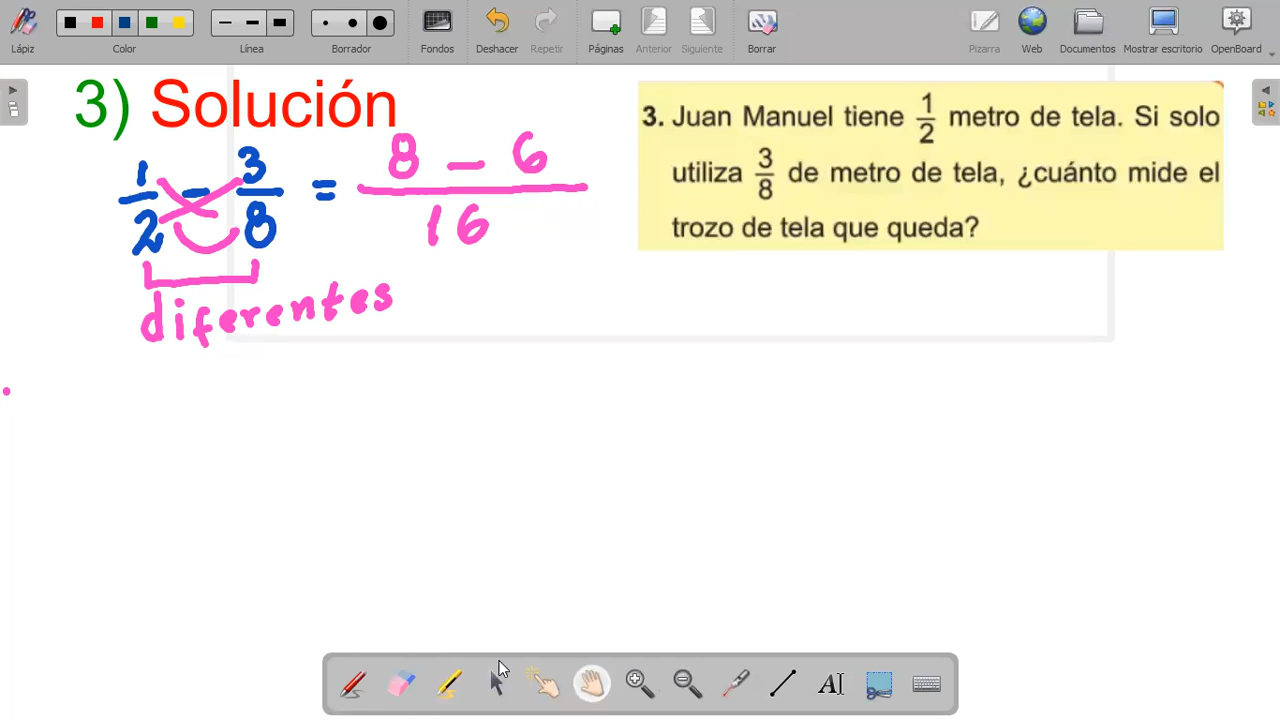 Lápiz
Color
Línea
Borrador
Fondos
Deshacer
Repetir
Páginas
Anterior
Siguiente
Borrar
Pizarra
Web
Documentos
Mostrar escritorio
OpenBoard
3) Solución
1/2 - 3/8 = 8 - 6 / 16
diferentes
3. Juan Manuel tiene 1/2 metro de tela. Si solo
utiliza 3/8 de metro de tela, ¿cuánto mide el
trozo de tela que queda?
AI